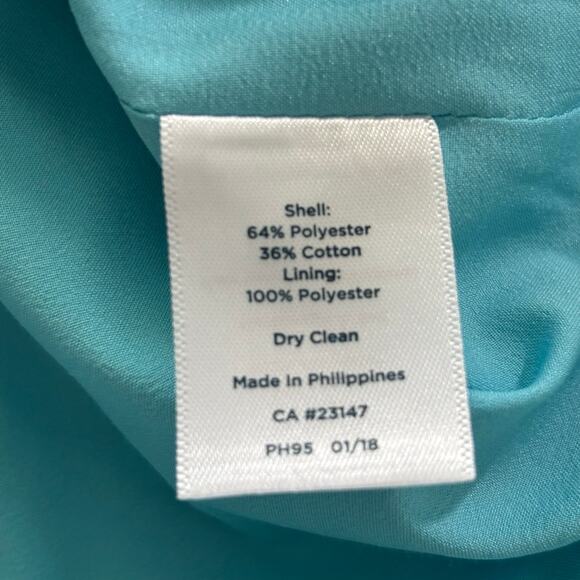 Shell:
64% Polyester
36% Cotton
Lining:
100% Polyester
Dry Clean
Made In Philippines
CA #23147
PH95 01/18